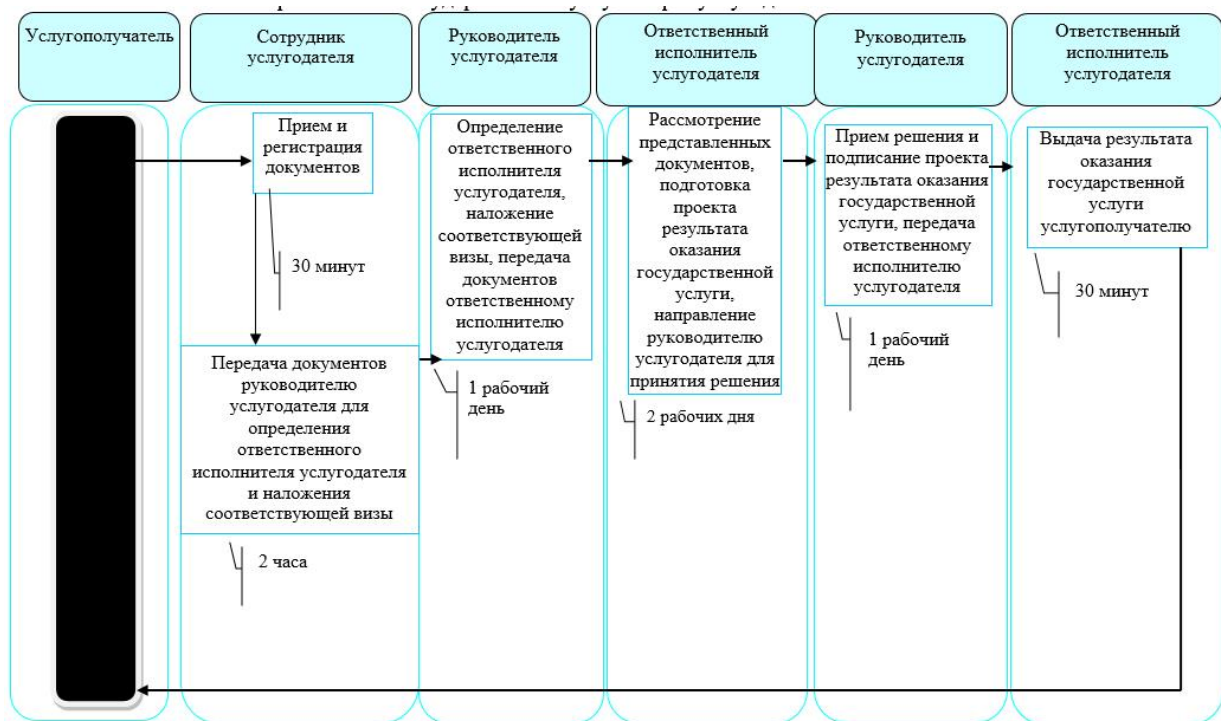 Услугополучатель
Сотрудник
услугодателя
Руководитель
услугодателя
Ответственный
исполнитель
услугодателя
Руководитель
услугодателя
Ответственный
исполнитель
услугодателя
Прием и
регистрация
документов
30 минут
Передача документов
руководителю
услугодателя для
определения
ответственного
исполнителя услугодателя
и наложения
соответствующей визы
2 часа
Определение
ответственного
исполнителя
услугодателя,
наложение
соответствующей
визы, передача
документов
ответственному
исполнителю
услугодателя
1 рабочий
день
Рассмотрение
представленных
документов,
подготовка
проекта
результата
оказания
государственной
услуги,
направление
руководителю
услугодателя для
принятия решения
2 рабочих дня
Прием решения и
подписание проекта
результата оказания
государственной
услуги, передача
ответственному
исполнителю
услугодателя
1 рабочий
день
Выдача результата
оказания
государственной
услуги
услугополучателю
30 минут